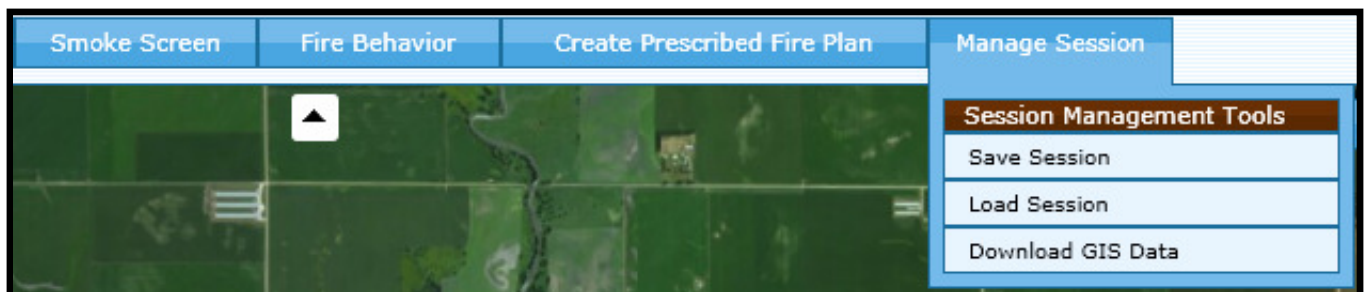 Smoke Screen Fire Behavior Create Prescribed Fire Plan Manage Session
Session Management Tools
Save Session
Load Session
Download GIS Data